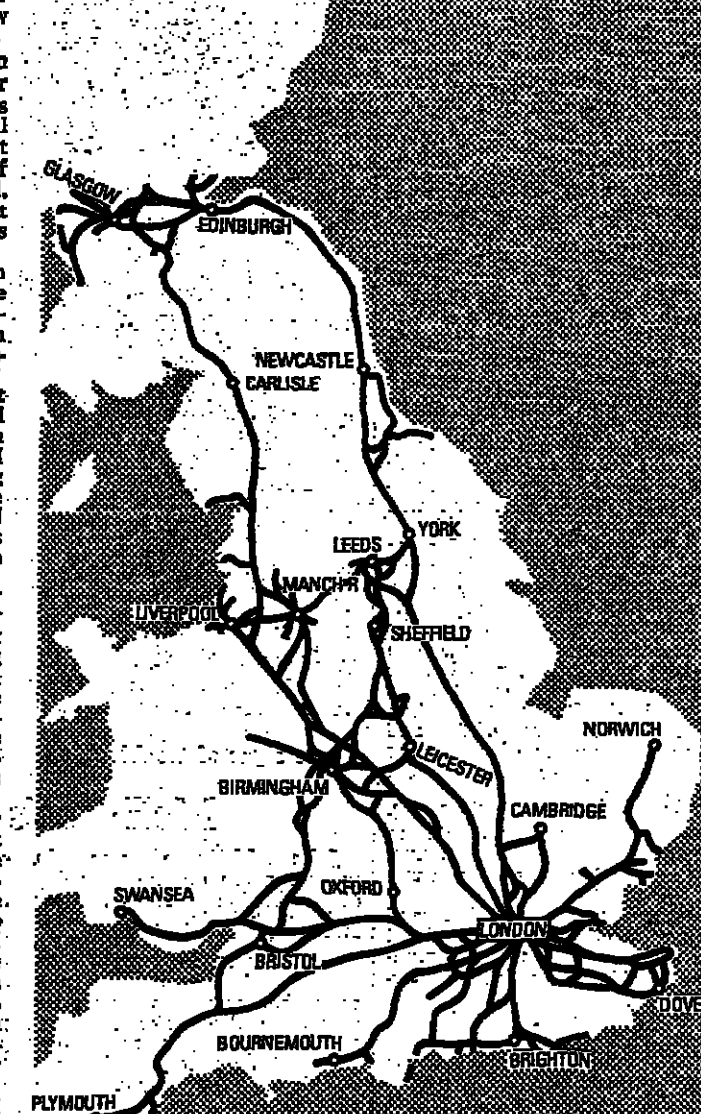 GLASGOW
EDINBURGH
NEWCASTLE
CARLISLE
YORK
LEEDS
MANCH'R
LIVERPOOL
SHEFFIELD
NORWICH
LEICESTER
BIRMINGHAM
CAMBRIDGE
OXFORD
SWANSEA
LONDON
BRISTOL
DOVE
BOURNEMOUTH
BRIGHTON
PLYMOUTH